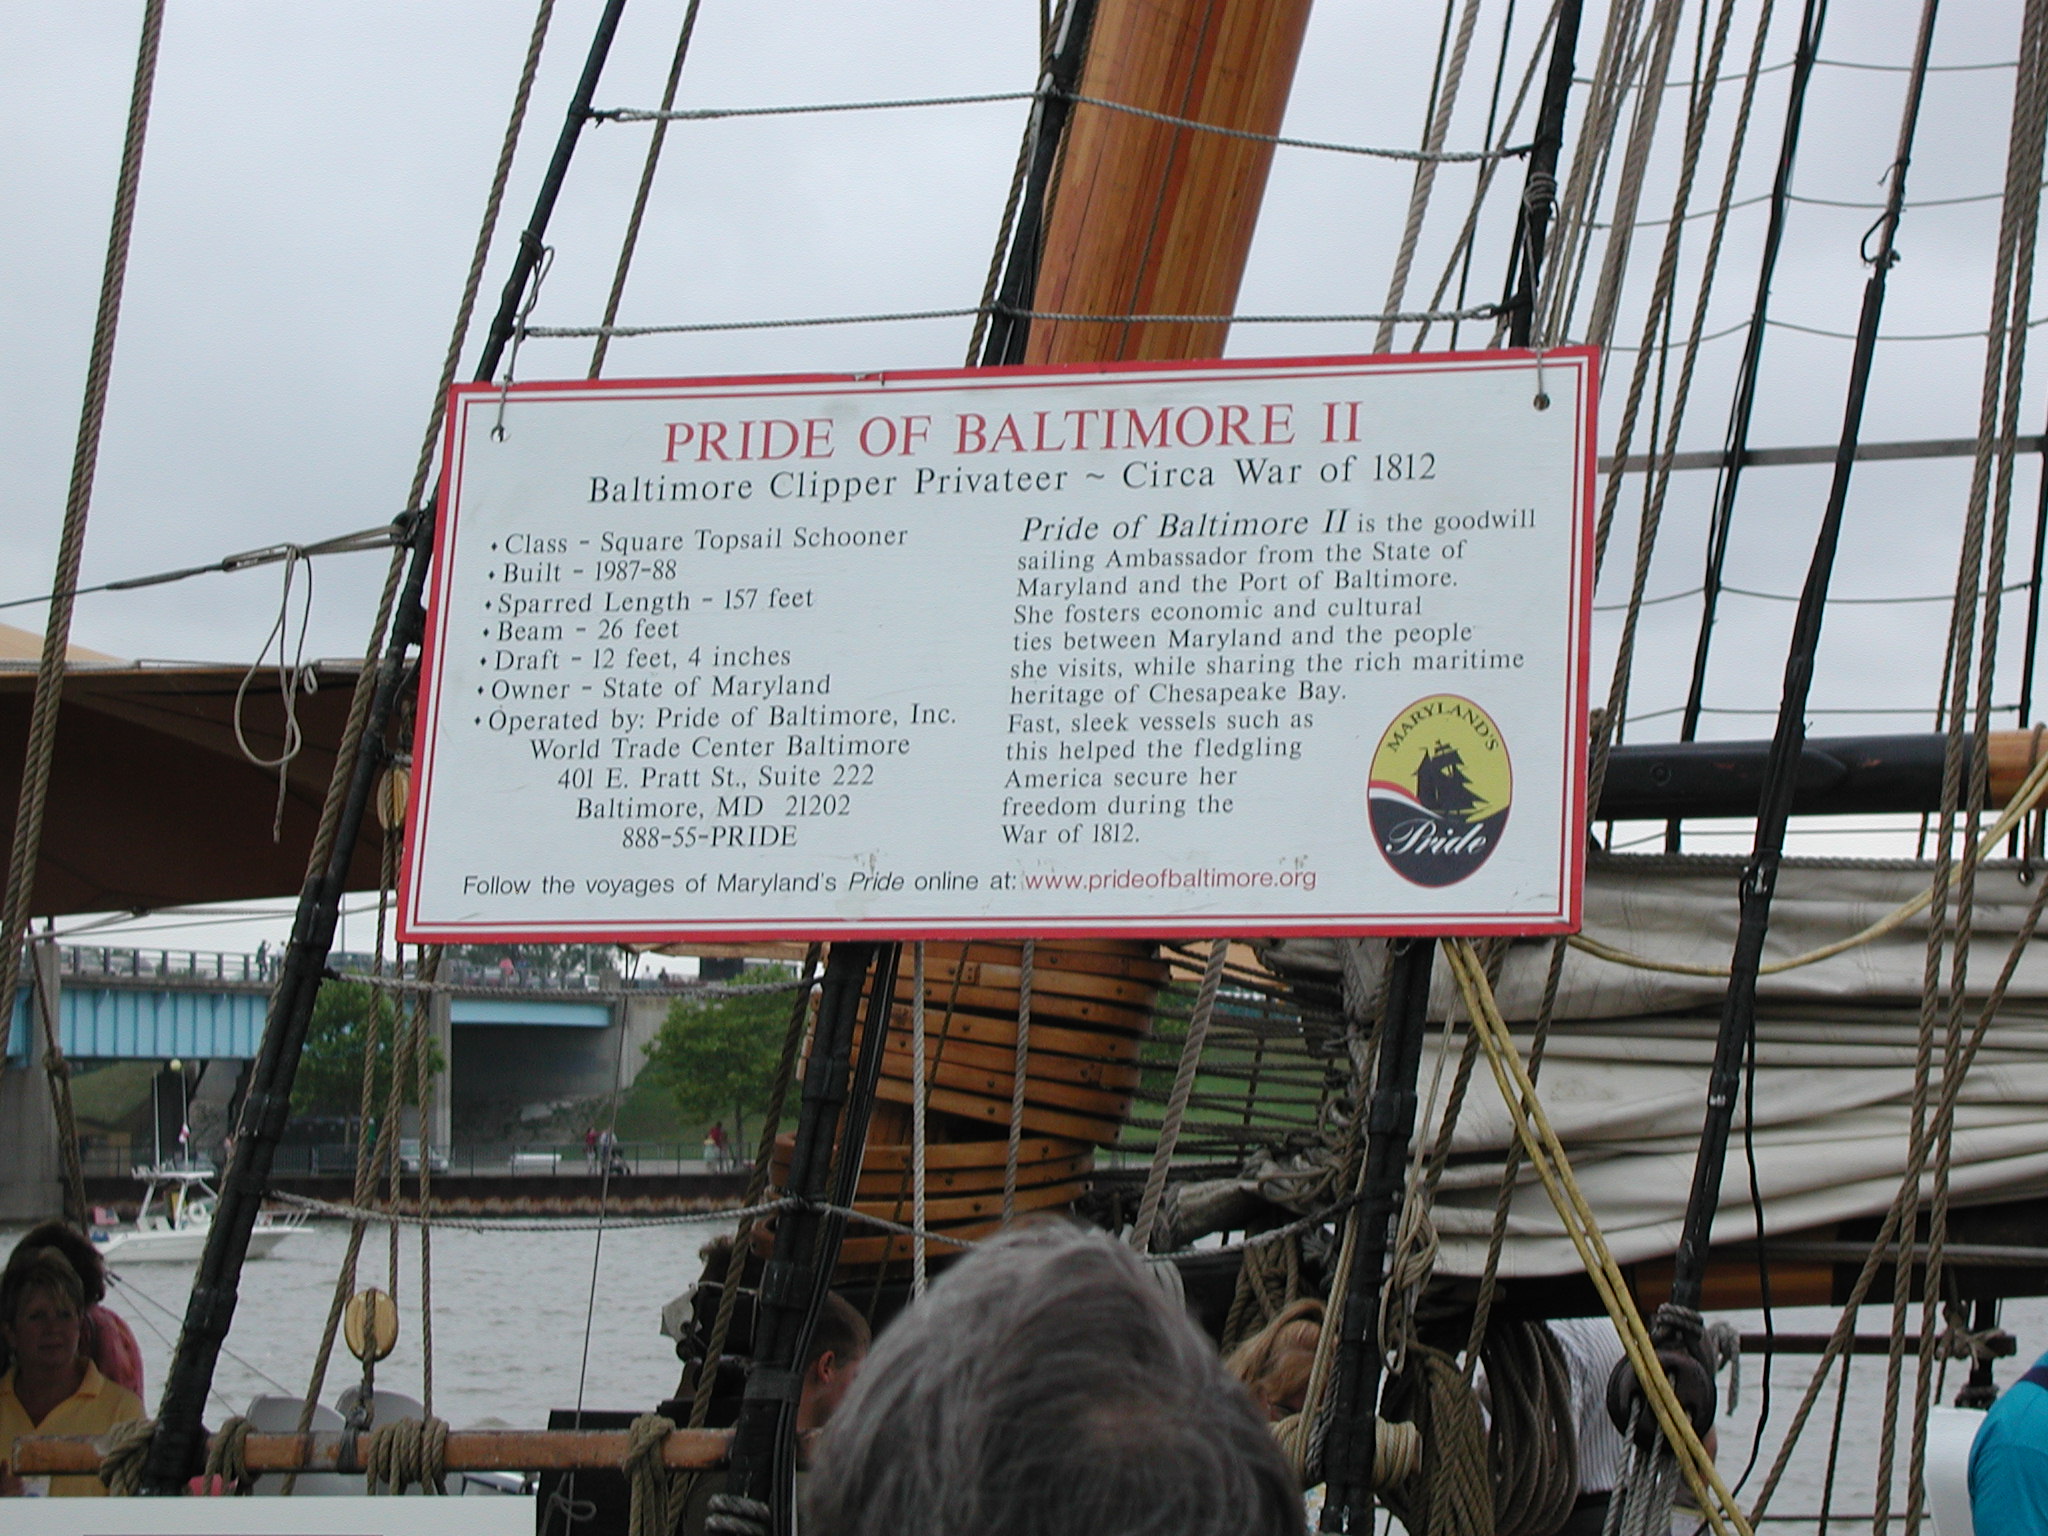 PRIDE OF BALTIMORE II
Baltimore Clipper Privateer ~ Circa War of 1812
• Class - Square Topsail Schooner
• Built - 1987-88
• Sparred Length - 157 feet
• Beam - 26 feet
• Draft - 12 feet, 4 inches
• Owner - State of Maryland
• Operated by: Pride of Baltimore, Inc.
World Trade Center Baltimore
401 E. Pratt St., Suite 222
Baltimore, MD 21202
888-55-PRIDE
Pride of Baltimore II is the goodwill
sailing Ambassador from the State of
Maryland and the Port of Baltimore.
She fosters economic and cultural
ties between Maryland and the people
she visits, while sharing the rich maritime
heritage of Chesapeake Bay.
Fast, sleek vessels such as
this helped the fledgling
America secure her
freedom during the
War of 1812.
MARYLAND'S
Pride
Follow the voyages of Maryland's Pride online at: www.prideofbaltimore.org